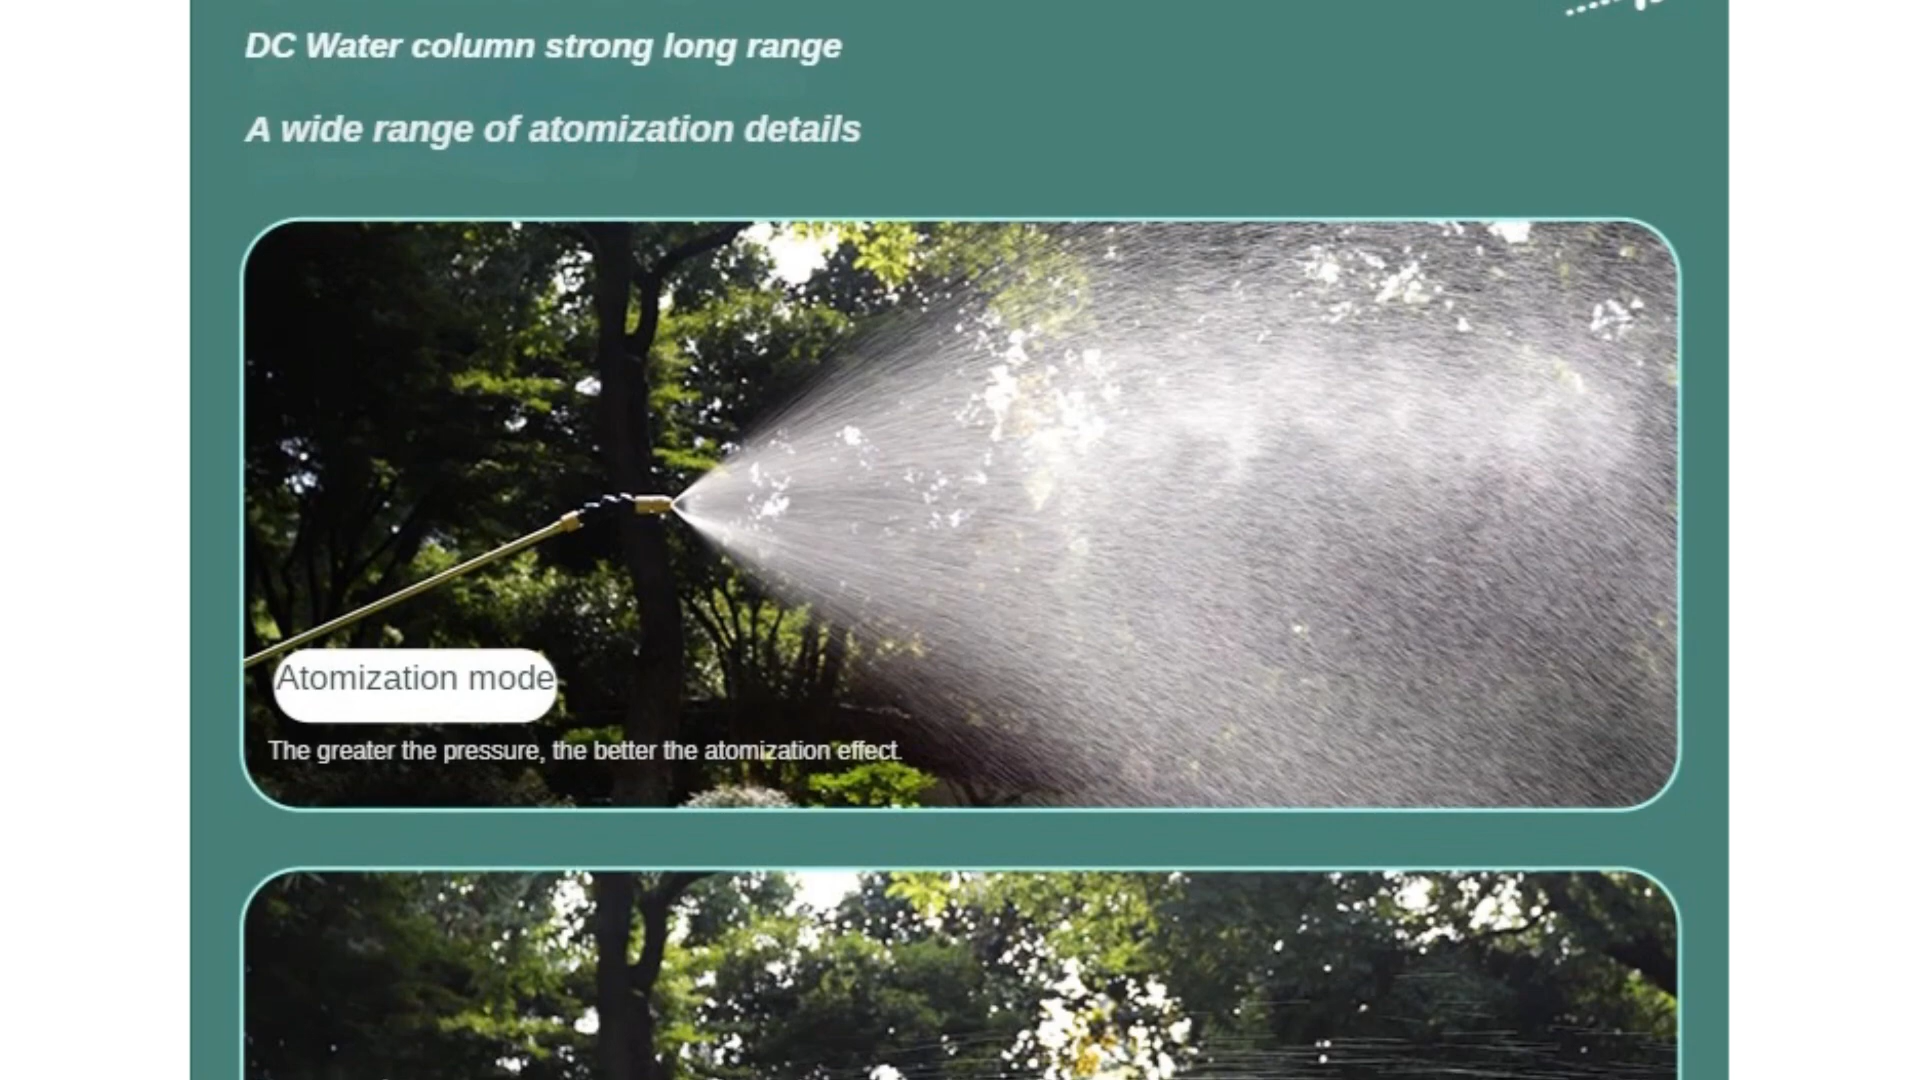 DC Water column strong long range
A wide range of atomization details
Atomization mode
The greater the pressure, the better the atomization effect.